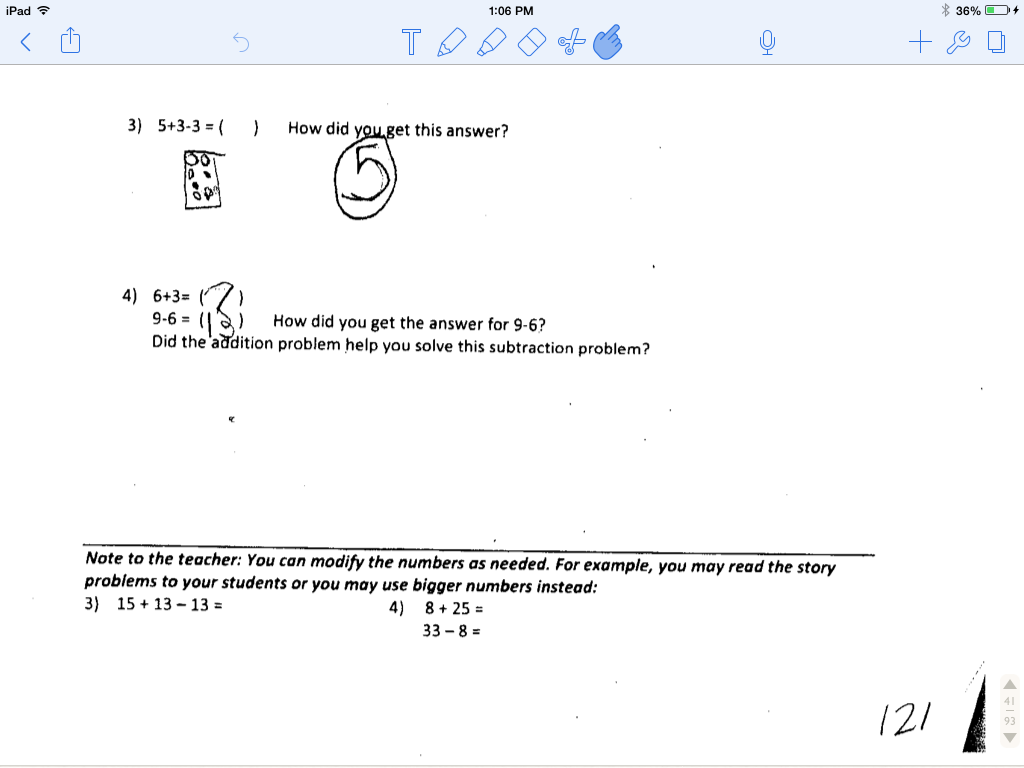 iPad
1:06 PM
36%
T
3) 5+3-3 = ( ) How did you get this answer?
5
4) 6+3= (7)
9-6 = (13) How did you get the answer for 9-6?
Did the addition problem help you solve this subtraction problem?
Note to the teacher: You can modify the numbers as needed. For example, you may read the story
problems to your students or you may use bigger numbers instead:
3) 15 + 13 – 13 =
4) 8 + 25 =
33 – 8 =
121
41
93